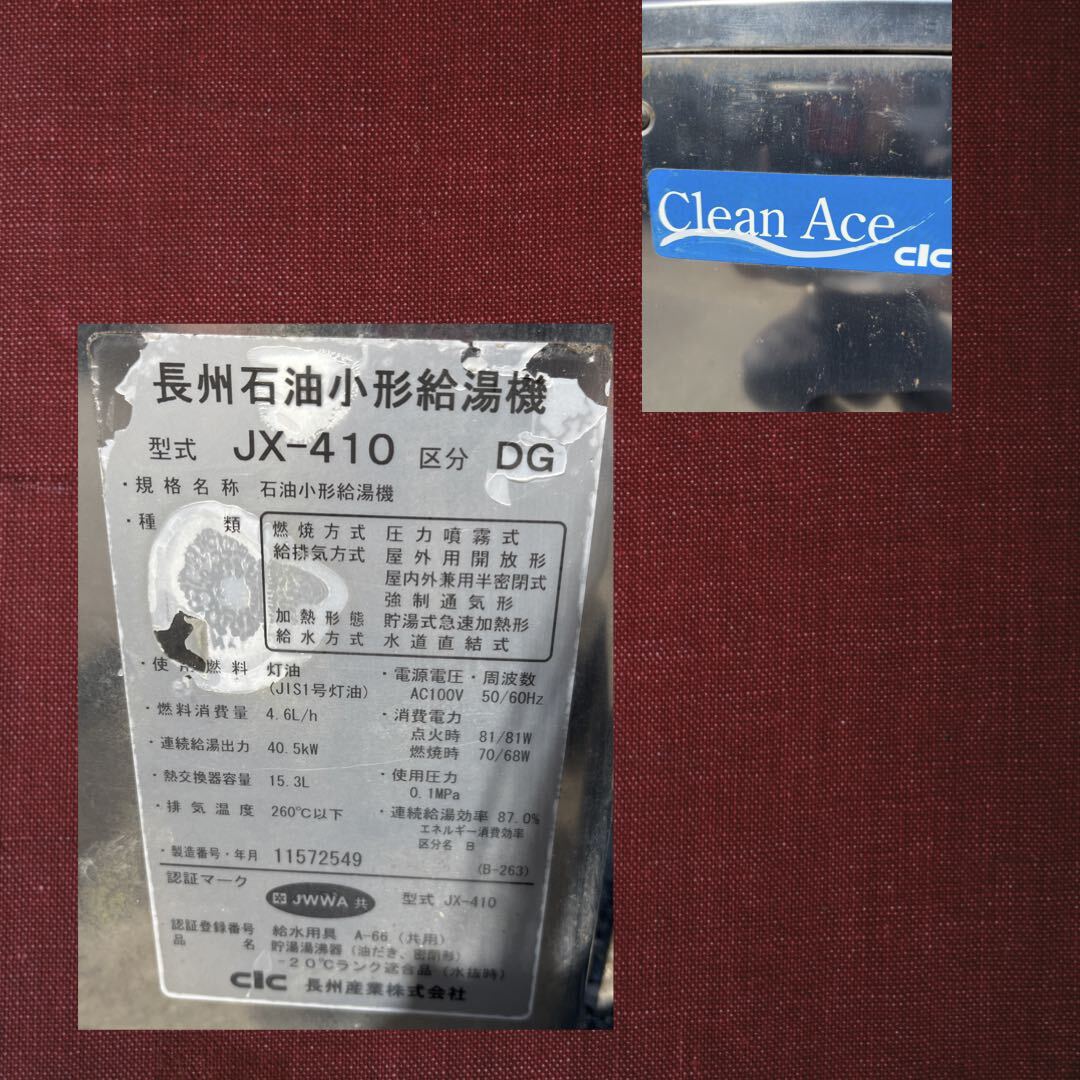 Clean Ace
CIC
長州石油小形給湯機
型式 JX-410 区分 DG
・規格名称 石油小形給湯機
・種類
燃焼方式 圧力噴霧式
給排気方式 屋外用開放形
屋内外兼用半密閉式
強制通気形
加熱形態 貯湯式急速加熱形
給水方式 水道直結式
・使用燃料 灯油
(JIS1号灯油)
・電源電圧・周波数
AC100V 50/60Hz
・燃料消費量 4.6L/h
・消費電力
点火時 81/81W
燃焼時 70/68W
・連続給湯出力 40.5kW
・熱交換器容量 15.3L
・使用圧力
0.1MPa
・排気温度 260℃以下
・連続給湯効率 87.0%
エネルギー消費効率
区分名 B
・製造番号・年月 11572549
(B-263)
認証マーク JWWA 共 型式 JX-410
認証登録番号 給水用具 A-66 (共用)
品名 貯湯湯沸器 (油だき、密閉形)
-20℃ランク適合品 (水抜時)
CIC 長州産業株式会社